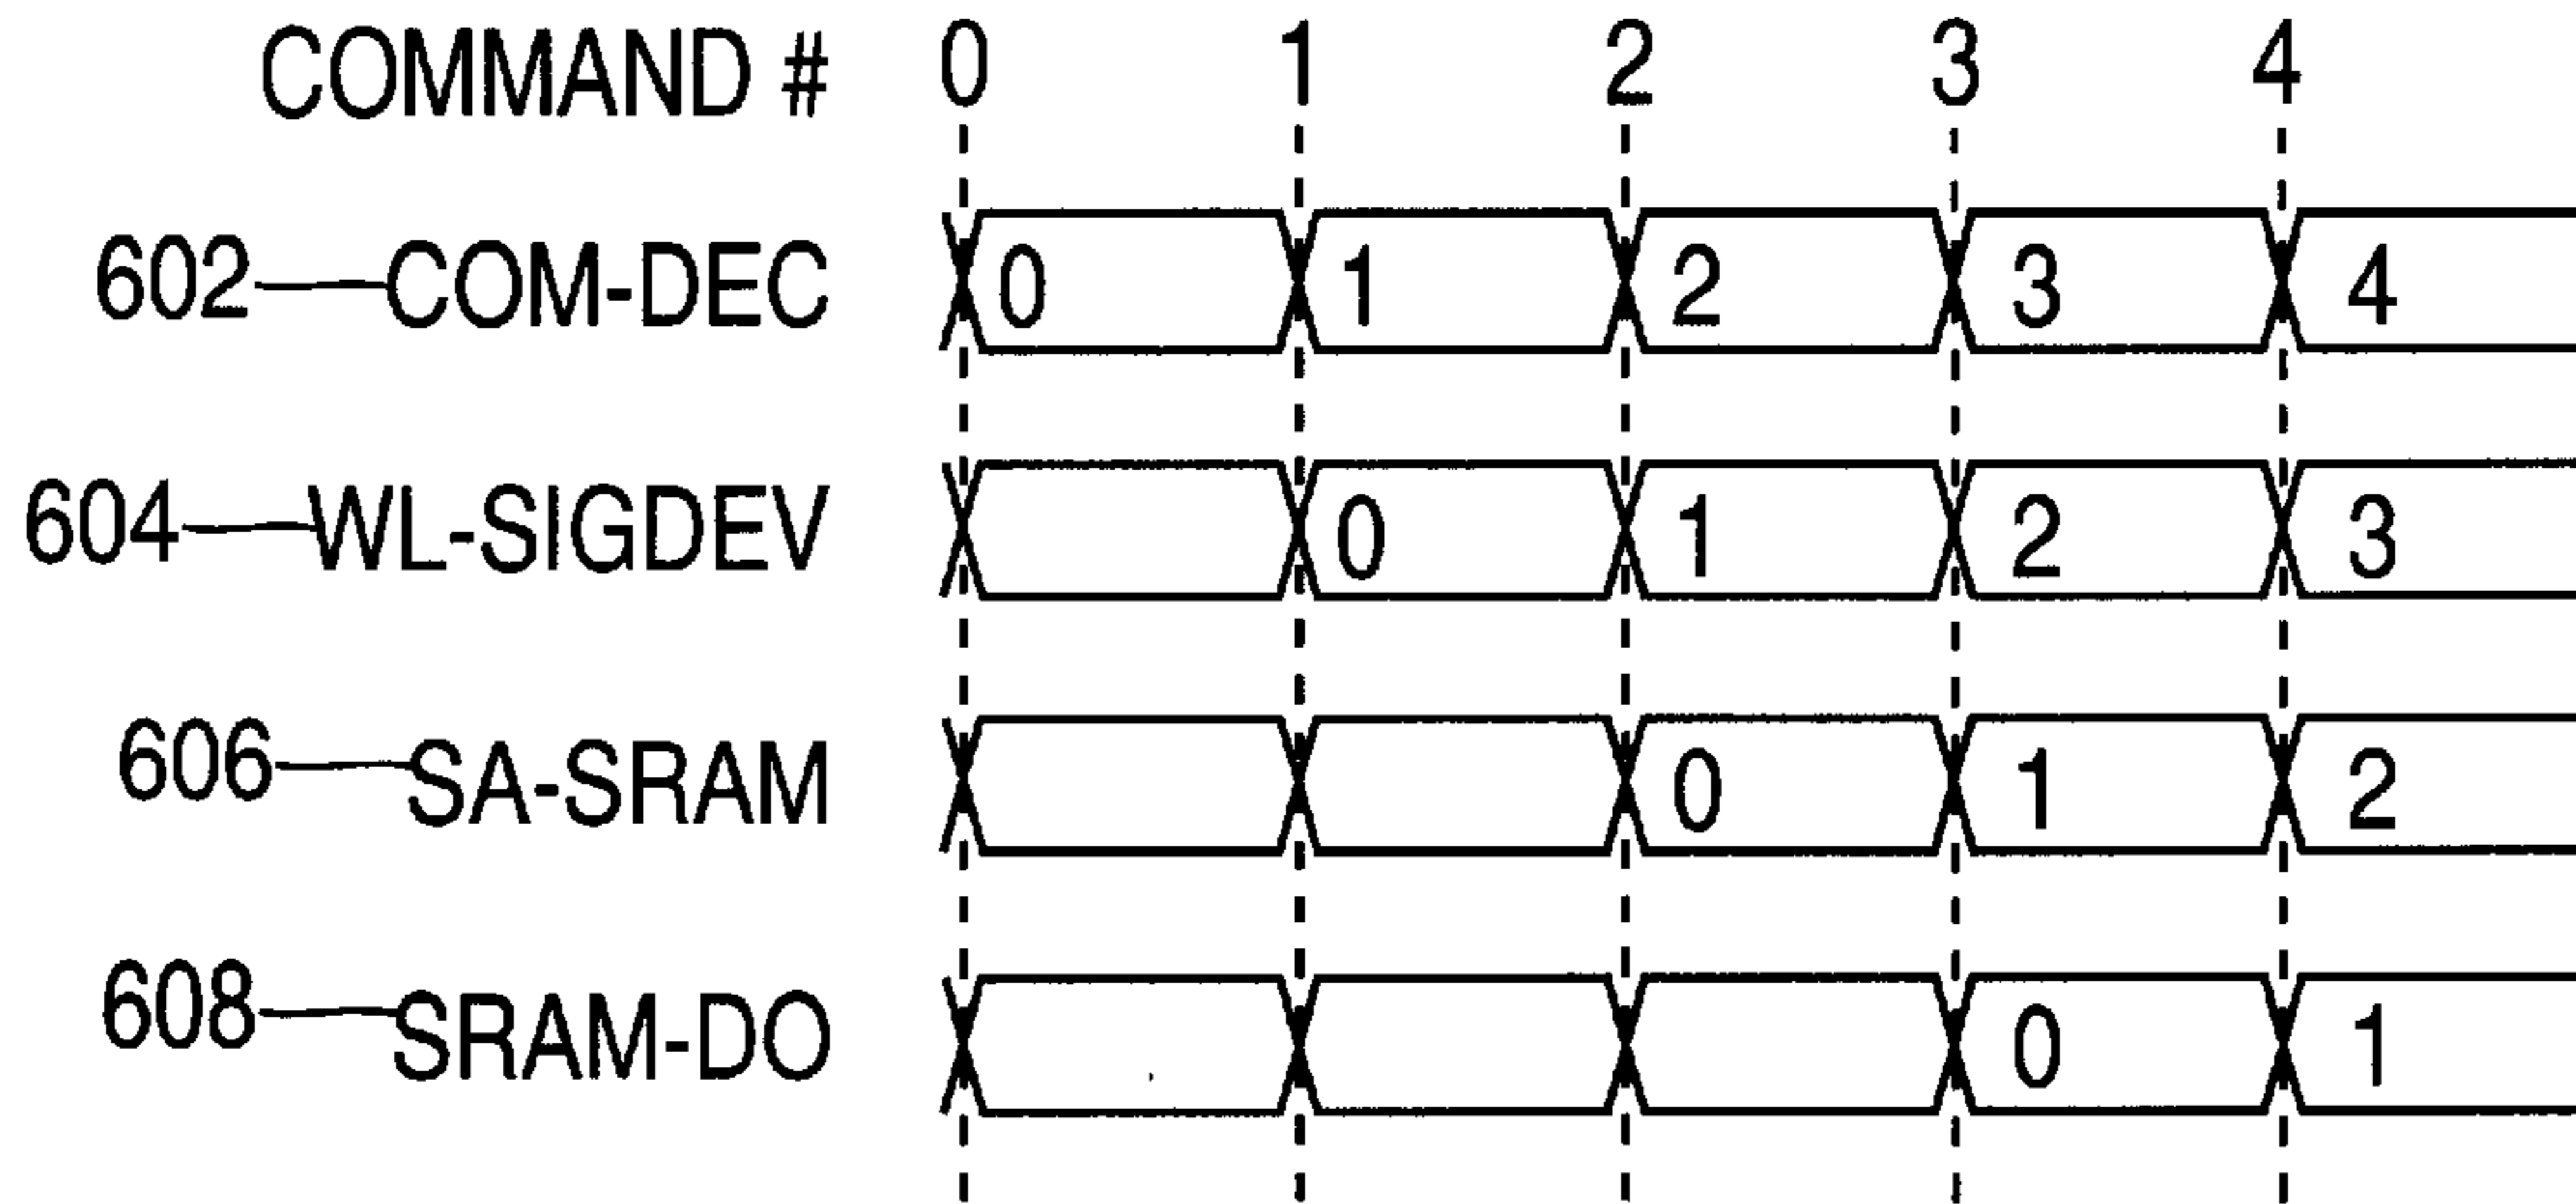 COMMAND # 0 1 2 3 4
602 COM-DEC 0 1 2 3 4
604 WL-SIGDEV 0 1 2 3
606 SA-SRAM 0 1 2
608 SRAM-DO 0 1